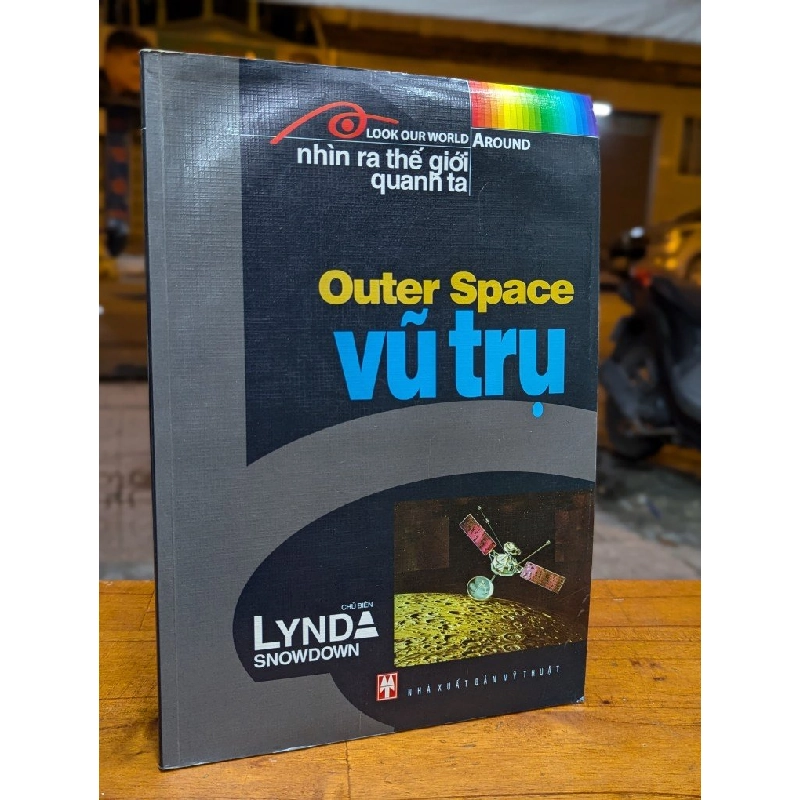 LOOK OUR WORLD AROUND
nhìn ra thế giới
quanh ta
Outer Space
vũ trụ
CHỦ BIÊN
LYNDA
SNOWDOWN
NHÀ XUẤT BẢN MỸ THUẬT